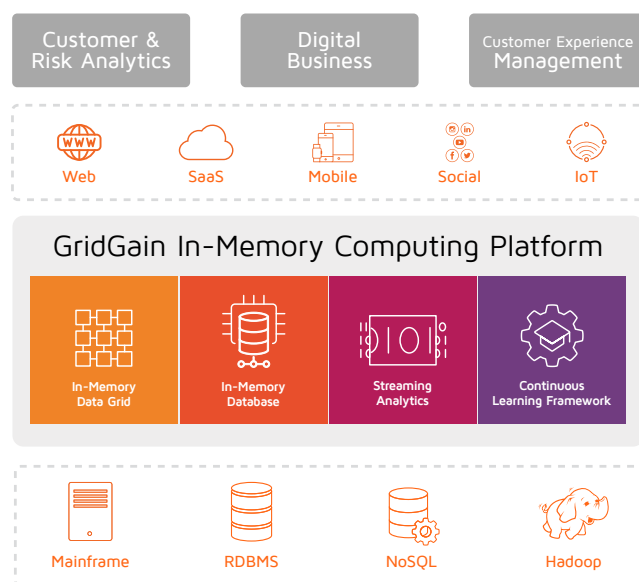 Customer &
Risk Analytics
Digital
Business
Customer Experience
Management
WWW
Web
SaaS
Mobile
in
f
Social
IoT
GridGain In-Memory Computing Platform
In-Memory
Data Grid
In-Memory
Database
Streaming
Analytics
Continuous
Learning Framework
Mainframe
RDBMS
NoSQL
Hadoop